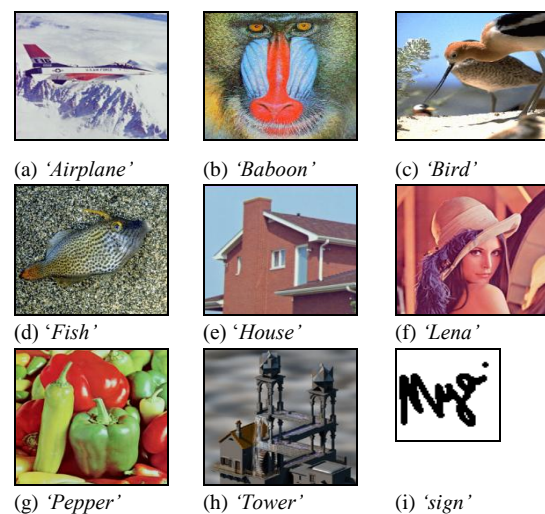 (a) ‘Airplane’ (b) ‘Baboon’ (c) ‘Bird’
(d) ‘Fish’ (e) ‘House’ (f) ‘Lena’
(g) ‘Pepper’ (h) ‘Tower’ (i) ‘sign’